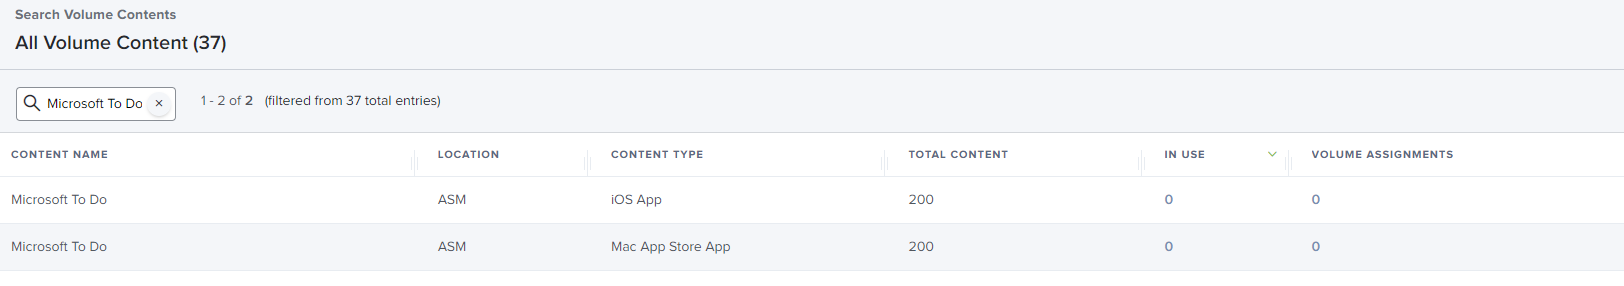 Search Volume Contents
All Volume Content (37)
Microsoft To Do × 1 - 2 of 2 (filtered from 37 total entries)
CONTENT NAME LOCATION CONTENT TYPE TOTAL CONTENT IN USE VOLUME ASSIGNMENTS
Microsoft To Do ASM iOS App 200 0 0
Microsoft To Do ASM Mac App Store App 200 0 0